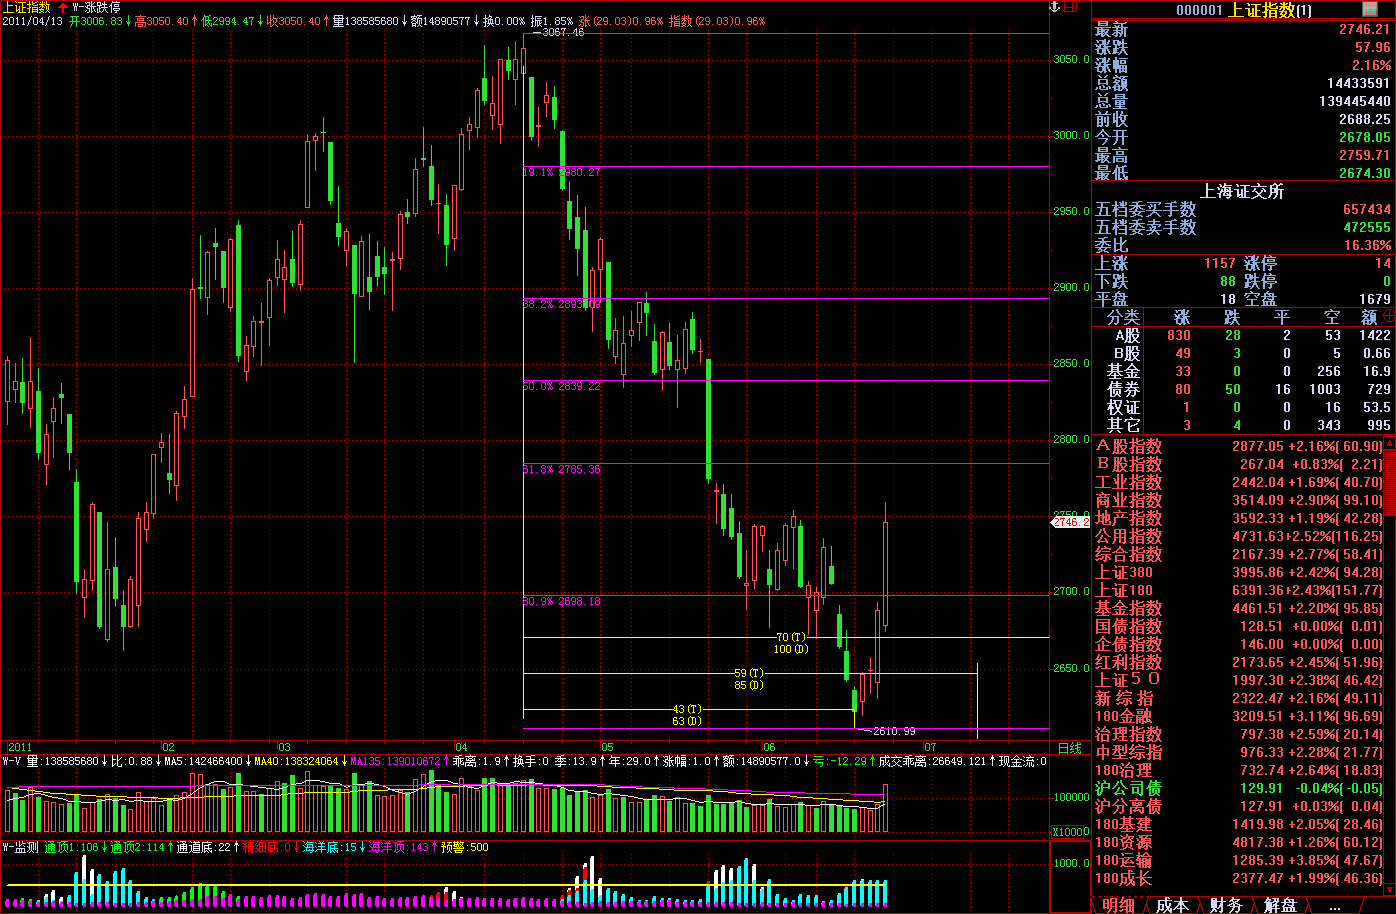 上证指数 W-涨跌停
2011/04/13 开3006.83↓高3050.40↑低2994.47↓收3050.40↑量138585680↓额14890577↓换0.00% 振1.85% 涨(29.03)0.96% 指数(29.03)0.96%
3067.46
3050.0
3000.0
2950.0
2900.0
2850.0
2800.0
2750.0
2746.2
2700.0
2650.0
19.1% 2980.27
38.2% 2893.09
50.0% 2839.22
61.8% 2785.36
80.9% 2698.18
70(T)
100(D)
59(T)
85(D)
43(T)
63(D)
2610.99
2011 02 03 04 05 06 07 日线
W-V 量:138585680↓比:0.88↓MA5:142466400↓MA40:138324064↓MA135:139010872↑乖离:1.9↑换手:0 季:13.9↑年:29.0↑涨幅:1.0↑额:14890577.0↓亏:-12.29↑成交乖离:26649.121↑现金流:0
100000
X10000
W-监测 通顶1:106↓通顶2:114↑通道底:22↑精细底:0↓海洋底:15↓海洋顶:143↑预警:500
1000.0
000001 上证指数(1)
最新 2746.21
涨跌 57.96
涨幅 2.16%
总额 14433591
总量 139445440
前收 2688.25
今开 2678.05
最高 2759.71
最低 2674.30
上海证交所
五档委买手数 657434
五档委卖手数 472555
委比 16.36%
上涨 1157 涨停 14
下跌 88 跌停 0
平盘 18 空盘 1679
分类 涨 跌 平 空 额
A股 830 28 2 53 1422
B股 49 3 0 5 0.66
基金 33 0 0 256 16.9
债券 80 50 16 1003 729
权证 1 0 0 16 53.5
其它 3 4 0 343 995
A股指数 2877.05 +2.16%( 60.90)
B股指数 267.04 +0.83%( 2.21)
工业指数 2442.04 +1.69%( 40.70)
商业指数 3514.09 +2.90%( 99.10)
地产指数 3592.33 +1.19%( 42.28)
公用指数 4731.63+2.52%(116.25)
综合指数 2167.39 +2.77%( 58.41)
上证380 3995.86 +2.42%( 94.28)
上证180 6391.36+2.43%(151.77)
基金指数 4461.51 +2.20%( 95.85)
国债指数 128.51 +0.00%( 0.01)
企债指数 146.00 +0.00%( 0.00)
红利指数 2173.65 +2.45%( 51.96)
上证50 1997.30 +2.38%( 46.42)
新综指 2322.47 +2.16%( 49.11)
180金融 3209.51 +3.11%( 96.69)
治理指数 797.38 +2.59%( 20.14)
中型综指 976.33 +2.28%( 21.77)
180治理 732.74 +2.64%( 18.83)
沪公司债 129.91 -0.04%( -0.05)
沪分离债 127.91 +0.03%( 0.04)
180基建 1419.98 +2.05%( 28.46)
180资源 4817.38 +1.26%( 60.12)
180运输 1285.39 +3.85%( 47.67)
180成长 2377.47 +1.99%( 46.36)
明细 成本 财务 解盘 ...